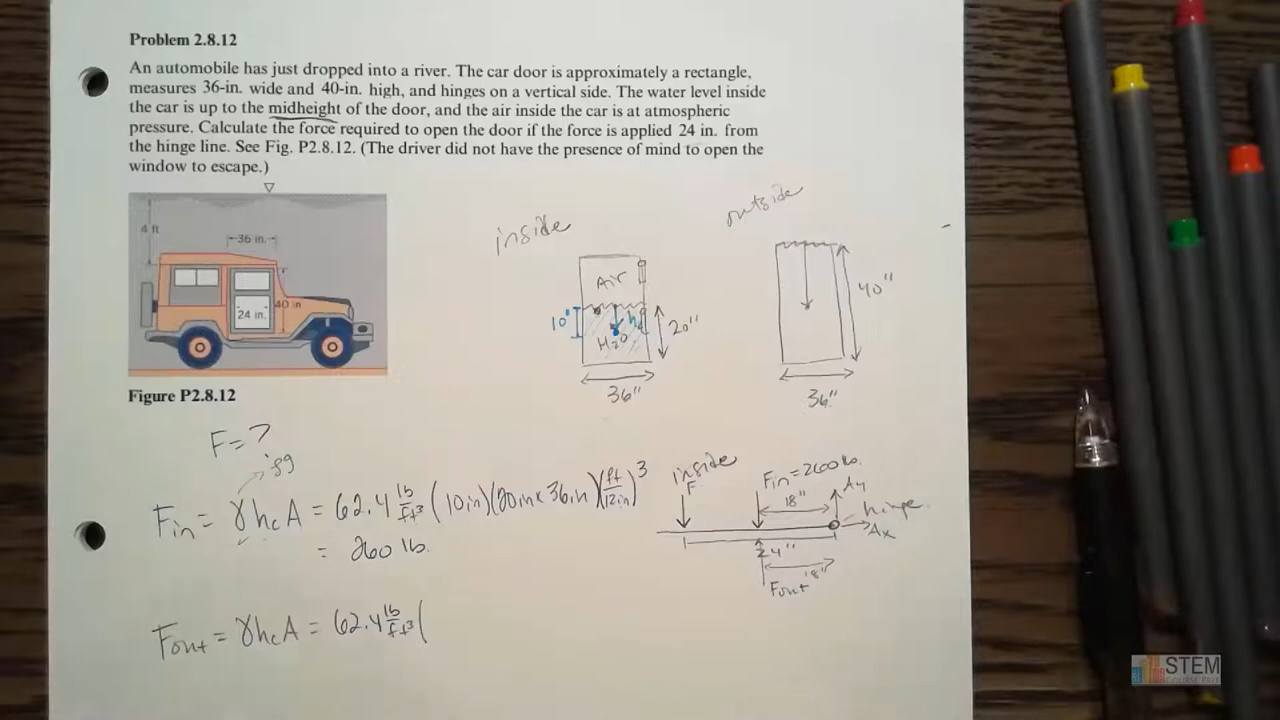 Problem 2.8.12
An automobile has just dropped into a river. The car door is approximately a rectangle,
measures 36-in. wide and 40-in. high, and hinges on a vertical side. The water level inside
the car is up to the midheight of the door, and the air inside the car is at atmospheric
pressure. Calculate the force required to open the door if the force is applied 24 in. from
the hinge line. See Fig. P2.8.12. (The driver did not have the presence of mind to open the
window to escape.)
4 ft
36 in.
40 in
24 in.
Figure P2.8.12
inside
Air
10"
hc
H2O
20"
36"
outside
40"
36"
F=?
ρg
Fin = γhcA = 62.4 lb/ft³ (10in)(20in x 36in)(ft/12in)³
= 260 lb.
Fout = γhcA = 62.4 lb/ft³ (
inside
F
Fin = 260 lb.
18"
Ay
hinge
Ax
24"
18"
Fout
STEM
COURSE PREP